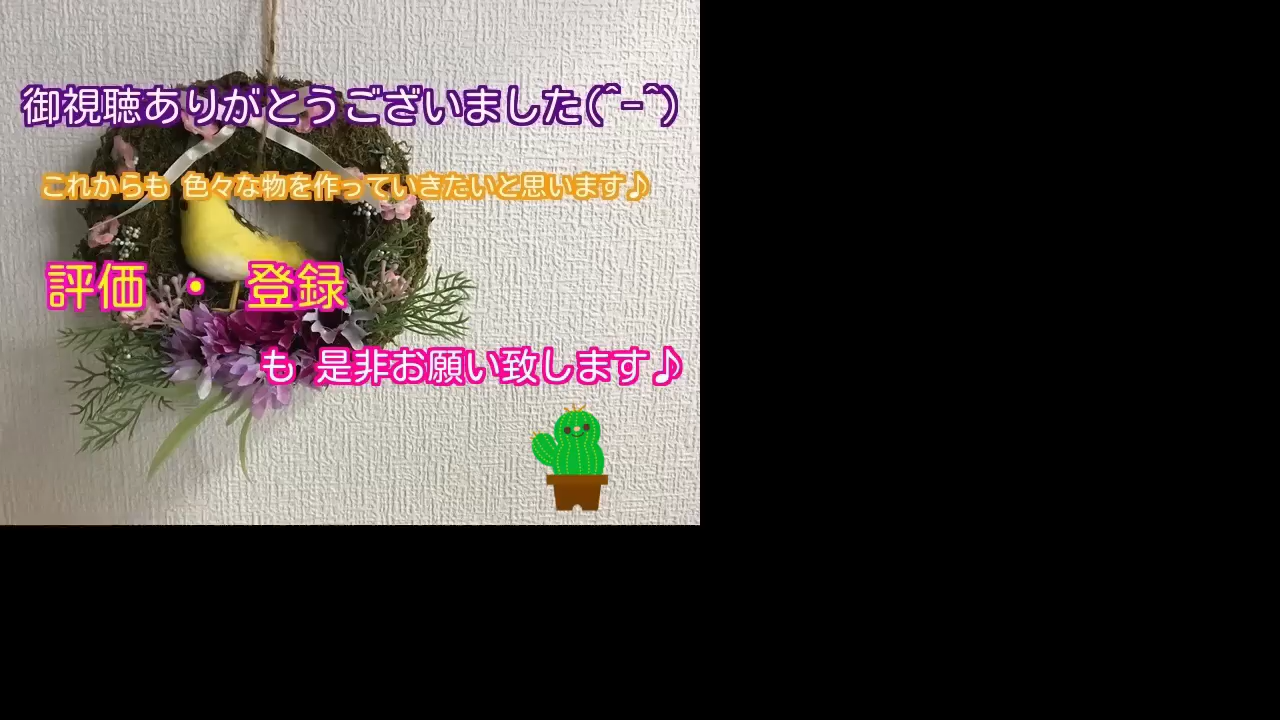 御視聴ありがとうございました(^-^)
これからも 色々な物を作っていきたいと思います♪
評価 ・ 登録
も 是非お願い致します♪